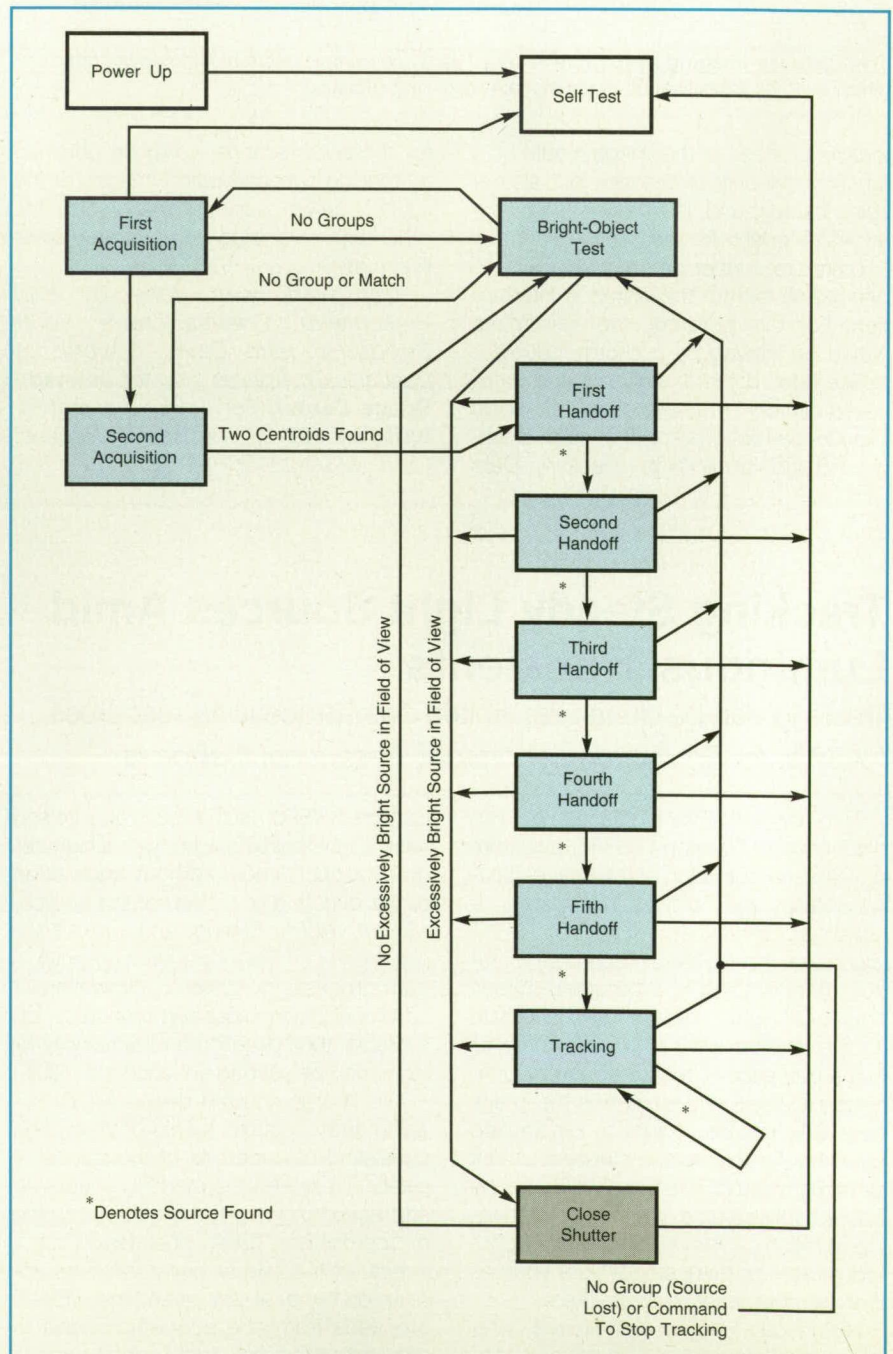 Power Up
Self Test
First
Acquisition
No Groups
Bright-Object
Test
No Group or Match
First
Handoff
Second
Acquisition
Two Centroids Found
*
Second
Handoff
*
Third
Handoff
*
Fourth
Handoff
*
Fifth
Handoff
*
Tracking
*
No Excessively Bright Source in Field of View
Excessively Bright Source in Field of View
*Denotes Source Found
Close
Shutter
No Group (Source
Lost) or Command
To Stop Tracking